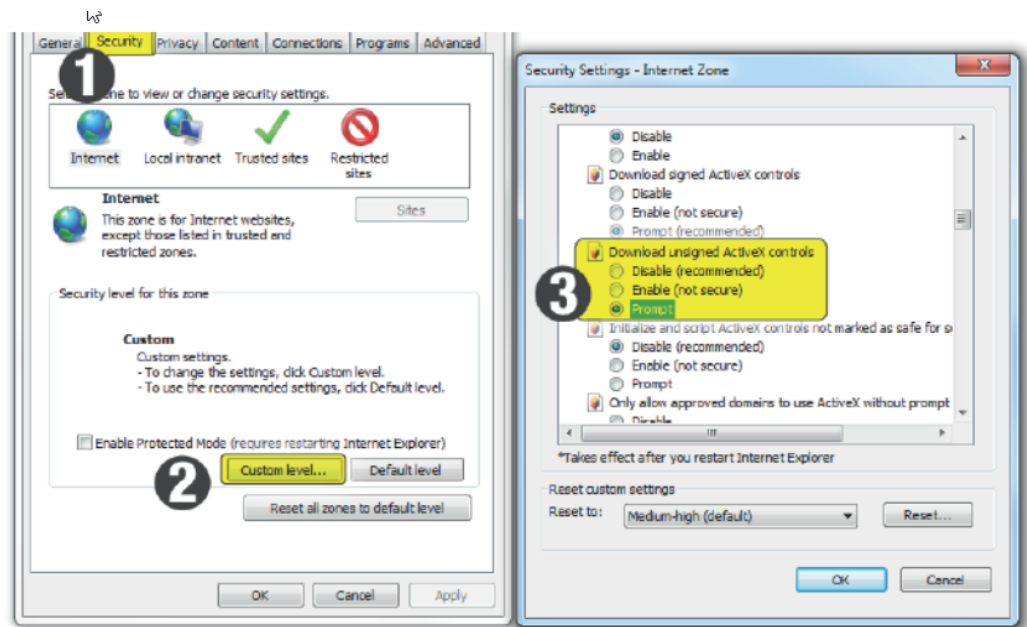 General Security Privacy Content Connections Programs Advanced
1
to view or change security settings.
Internet Local intranet Trusted sites Restricted
sites
Internet
This zone is for Internet websites,
except those listed in trusted and
restricted zones.
Sites
Security level for this zone
Custom
Custom settings.
- To change the settings, click Custom level.
- To use the recommended settings, click Default level.
Enable Protected Mode (requires restarting Internet Explorer)
2
Custom level... Default level
Reset all zones to default level
OK Cancel Apply
Security Settings - Internet Zone
Settings
Disable
Enable
Download signed ActiveX controls
Disable
Enable (not secure)
Prompt (recommended)
Download unsigned ActiveX controls
Disable (recommended)
3
Enable (not secure)
Prompt
Initialize and script ActiveX controls not marked as safe for s
Disable (recommended)
Enable (not secure)
Prompt
Only allow approved domains to use ActiveX without prompt
Disable
*Takes effect after you restart Internet Explorer
Reset custom settings
Reset to: Medium-high (default) Reset...
OK Cancel